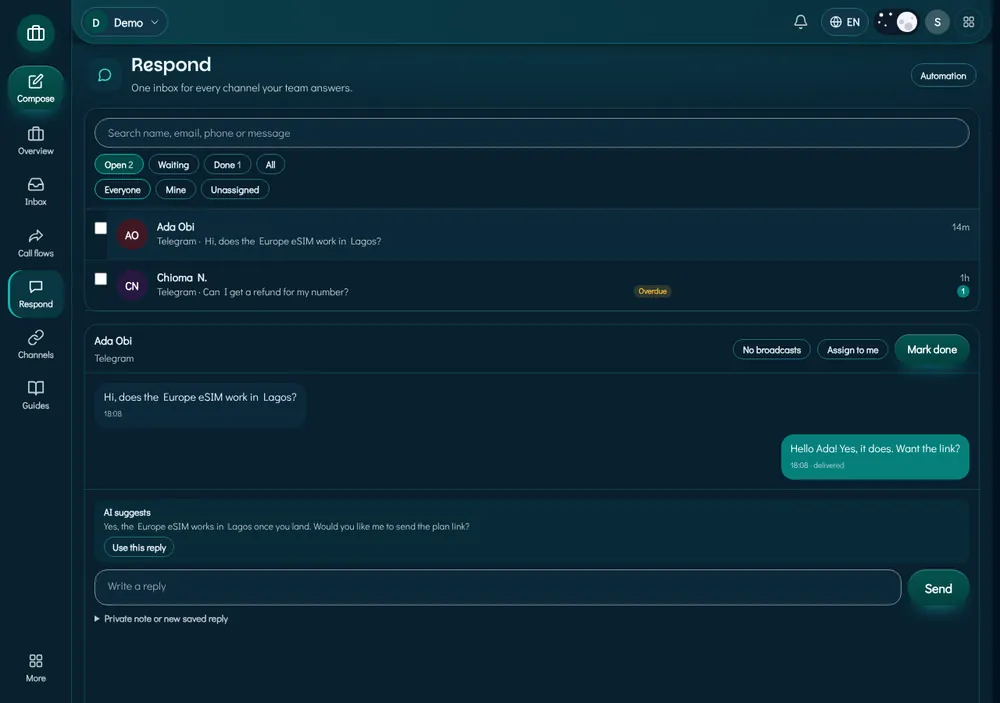 D Demo
EN
S
Compose
Overview
Inbox
Call flows
Respond
Channels
Guides
More
Respond
One inbox for every channel your team answers.
Automation
Search name, email, phone or message
Open 2 Waiting Done 1 All
Everyone Mine Unassigned
AO
Ada Obi
14m
Telegram · Hi, does the Europe eSIM work in Lagos?
CN
Chioma N.
1h
Telegram · Can I get a refund for my number?
Overdue
1
Ada Obi
Telegram
No broadcasts Assign to me Mark done
Hi, does the Europe eSIM work in Lagos?
18:08
Hello Ada! Yes, it does. Want the link?
18:08 · delivered
AI suggests
Yes, the Europe eSIM works in Lagos once you land. Would you like me to send the plan link?
Use this reply
Write a reply
Send
Private note or new saved reply